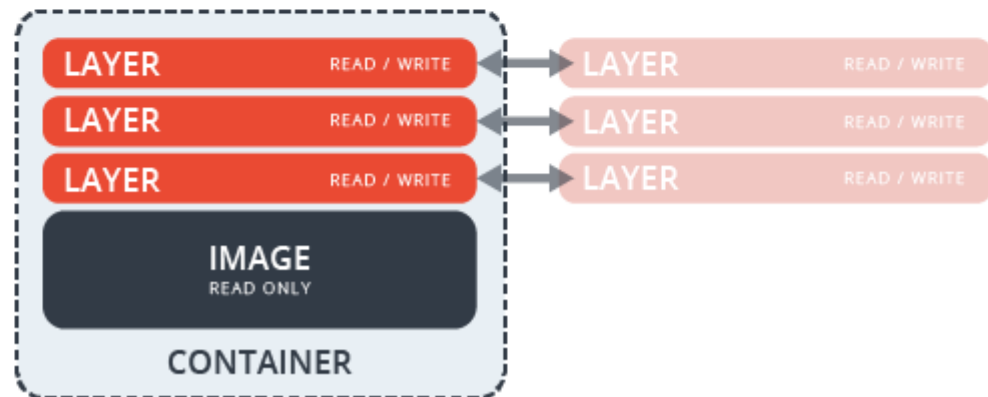 LAYER READ / WRITE LAYER READ / WRITE
LAYER READ / WRITE LAYER READ / WRITE
LAYER READ / WRITE LAYER READ / WRITE
IMAGE
READ ONLY
CONTAINER